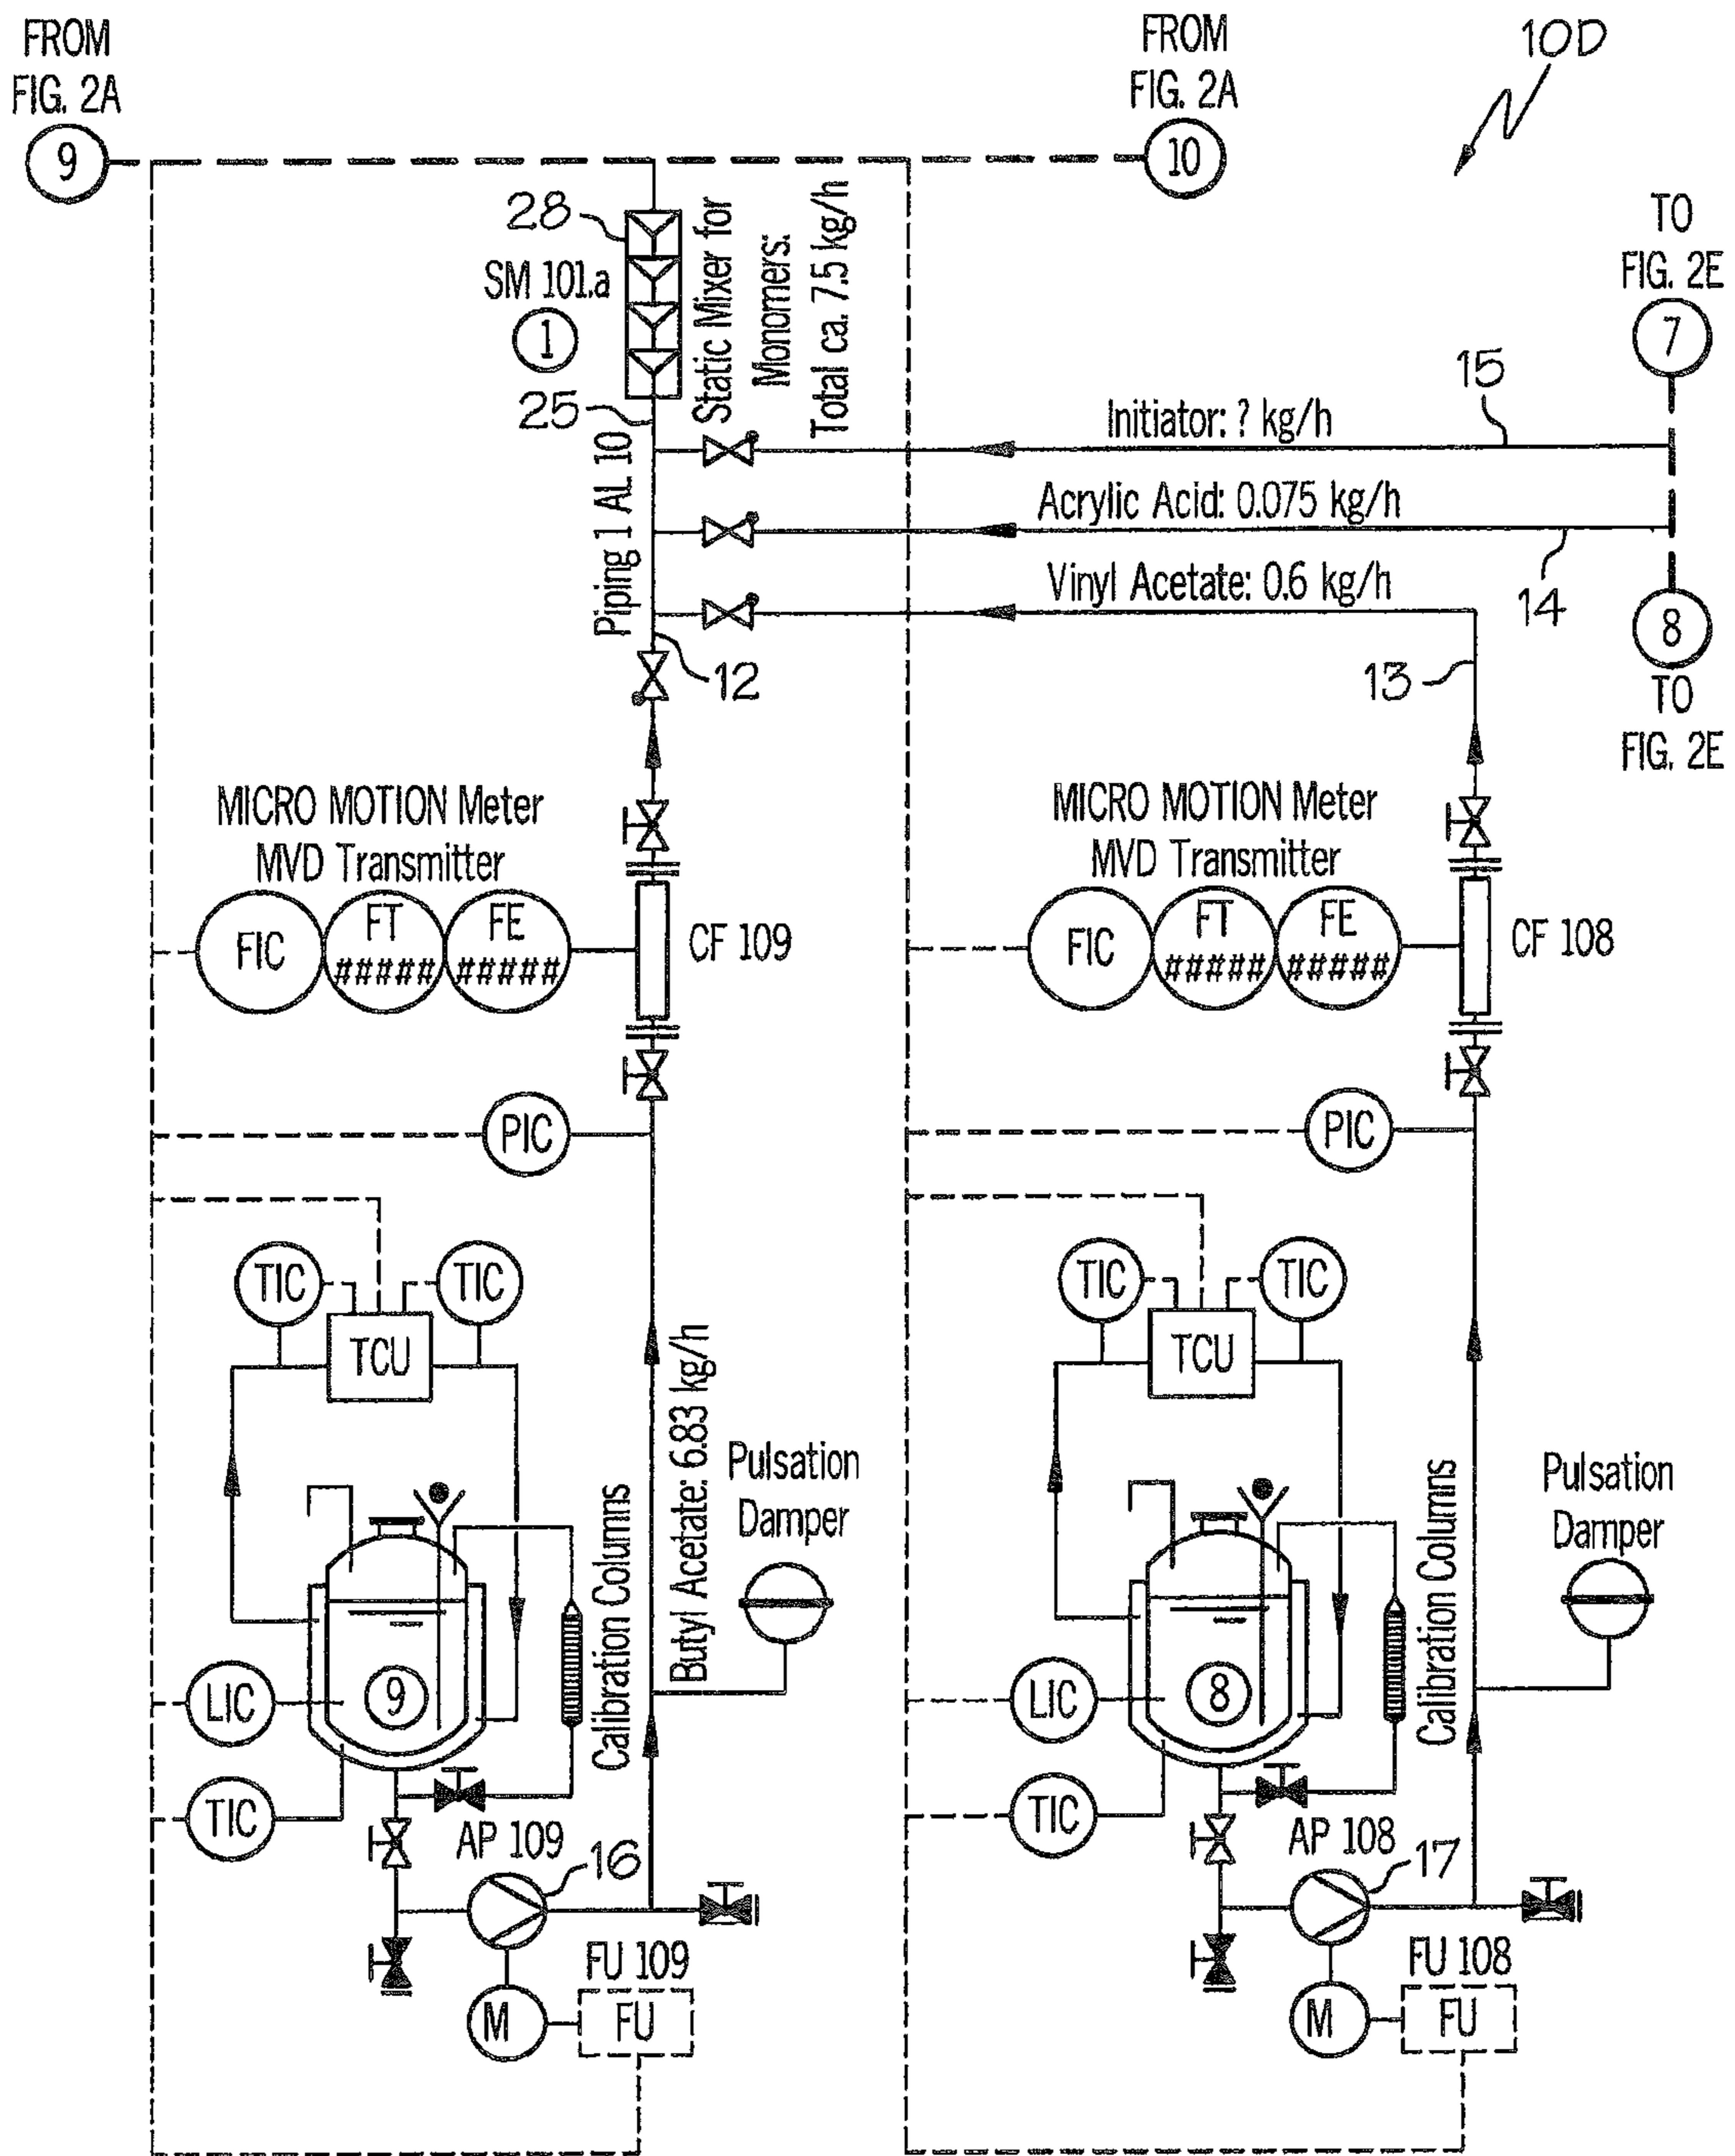 FROM
FIG. 2A
9
FROM
FIG. 2A
10
10D
28
SM 101.a
1
25
Static Mixer for
Monomers:
Total ca. 7.5 kg/h
Piping 1 AL 10
TO
FIG. 2E
7
Initiator: ? kg/h
15
Acrylic Acid: 0.075 kg/h
14
Vinyl Acetate: 0.6 kg/h
8
TO
FIG. 2E
12
13
MICRO MOTION Meter
MVD Transmitter
FIC
FT
#####
FE
#####
CF 109
MICRO MOTION Meter
MVD Transmitter
FIC
FT
#####
FE
#####
CF 108
PIC
PIC
TIC
TIC
TCU
TIC
TIC
TCU
Butyl Acetate: 6.83 kg/h
Pulsation
Damper
Calibration Columns
Pulsation
Damper
Calibration Columns
LIC
9
LIC
8
TIC
AP 109
16
TIC
AP 108
17
FU 109
M
FU
FU 108
M
FU